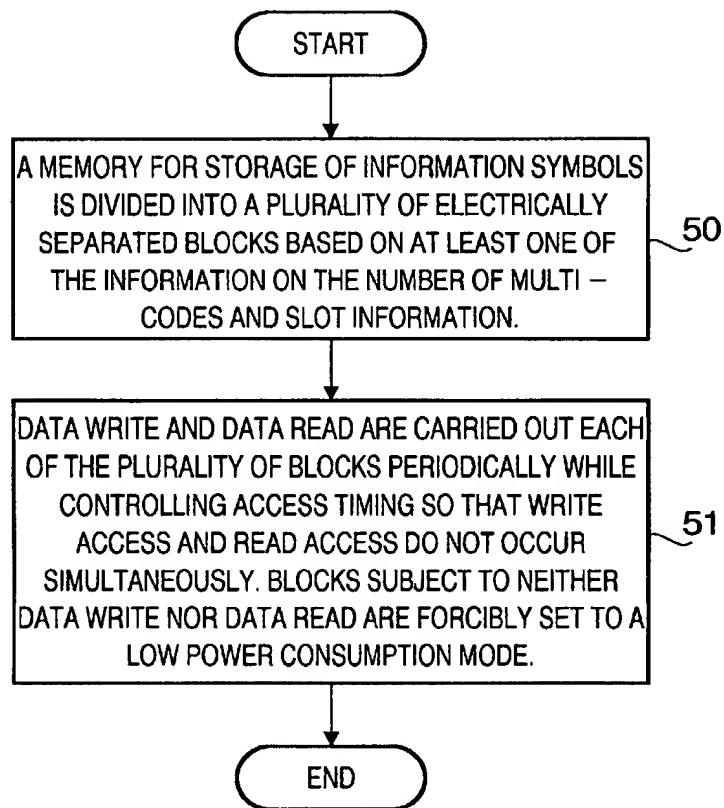 START
A MEMORY FOR STORAGE OF INFORMATION SYMBOLS
IS DIVIDED INTO A PLURALITY OF ELECTRICALLY
SEPARATED BLOCKS BASED ON AT LEAST ONE OF
THE INFORMATION ON THE NUMBER OF MULTI –
CODES AND SLOT INFORMATION.
50
DATA WRITE AND DATA READ ARE CARRIED OUT EACH
OF THE PLURALITY OF BLOCKS PERIODICALLY WHILE
CONTROLLING ACCESS TIMING SO THAT WRITE
ACCESS AND READ ACCESS DO NOT OCCUR
SIMULTANEOUSLY. BLOCKS SUBJECT TO NEITHER
DATA WRITE NOR DATA READ ARE FORCIBLY SET TO A
LOW POWER CONSUMPTION MODE.
51
END